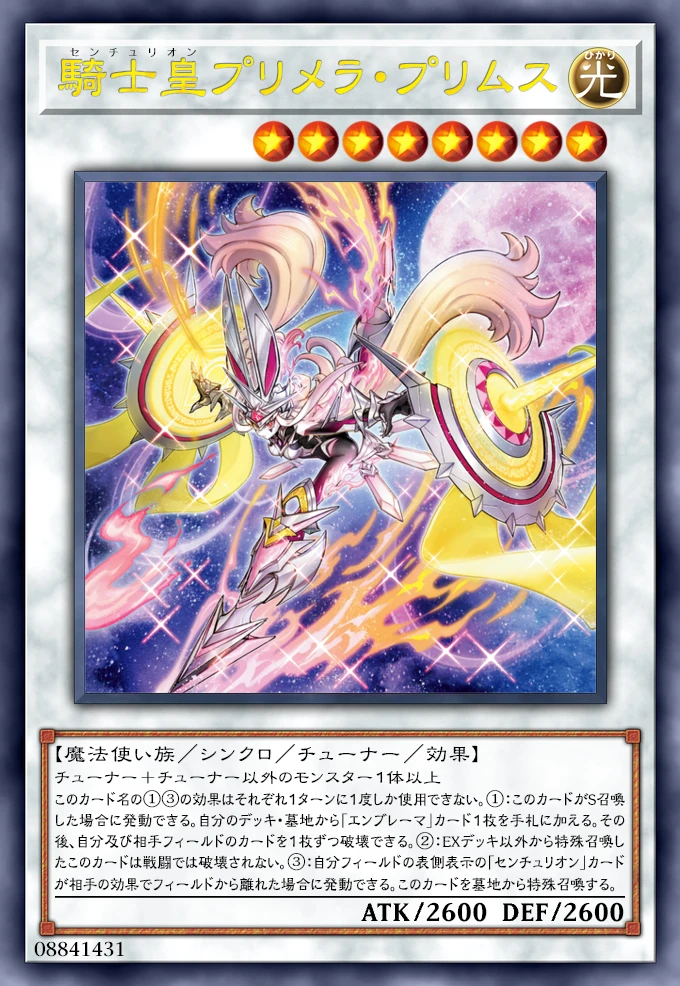 センチュリオン
騎士皇プリメラ・プリムス
ひかり
光
【魔法使い族／シンクロ／チューナー／効果】
チューナー＋チューナー以外のモンスター１体以上
このカード名の①③の効果はそれぞれ１ターンに１度しか使用できない。①：このカードがS召喚
した場合に発動できる。自分のデッキ・墓地から「エンブレーマ」カード１枚を手札に加える。その
後、自分及び相手フィールドのカードを１枚ずつ破壊できる。②：EXデッキ以外から特殊召喚し
たこのカードは戦闘では破壊されない。③：自分フィールドの表側表示の「センチュリオン」カード
が相手の効果でフィールドから離れた場合に発動できる。このカードを墓地から特殊召喚する。
ATK/2600 DEF/2600
08841431